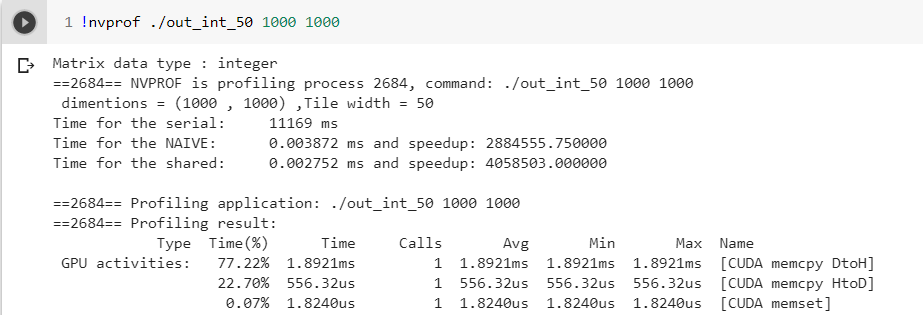 1 !nvprof ./out_int_50 1000 1000
Matrix data type : integer
==2684== NVPROF is profiling process 2684, command: ./out_int_50 1000 1000
dimentions = (1000 , 1000) ,Tile width = 50
Time for the serial: 11169 ms
Time for the NAIVE: 0.003872 ms and speedup: 2884555.750000
Time for the shared: 0.002752 ms and speedup: 4058503.000000
==2684== Profiling application: ./out_int_50 1000 1000
==2684== Profiling result:
Type Time(%) Time Calls Avg Min Max Name
GPU activities: 77.22% 1.8921ms 1 1.8921ms 1.8921ms 1.8921ms [CUDA memcpy DtoH]
22.70% 556.32us 1 556.32us 556.32us 556.32us [CUDA memcpy HtoD]
0.07% 1.8240us 1 1.8240us 1.8240us 1.8240us [CUDA memset]